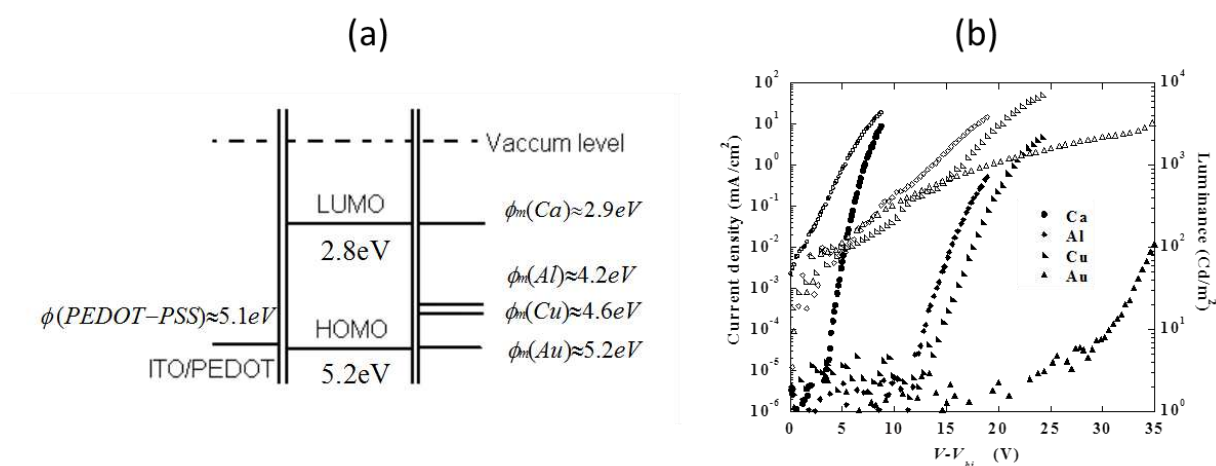 (a)
Vaccum level
LUMO
2.8eV
ϕm(Ca)≈2.9eV
ϕm(Al)≈4.2eV
ϕ(PEDOT–PSS)≈5.1eV
ϕm(Cu)≈4.6eV
HOMO
ϕm(Au)≈5.2eV
ITO/PEDOT
5.2eV
(b)
Current density (mA/cm²)
10²
10¹
10⁰
10⁻¹
10⁻²
10⁻³
10⁻⁴
10⁻⁵
10⁻⁶
Ca
Al
Cu
Au
10⁴
10³
10²
10¹
10⁰
Luminance (Cd/m²)
0 5 10 15 20 25 30 35
V-Vbi (V)